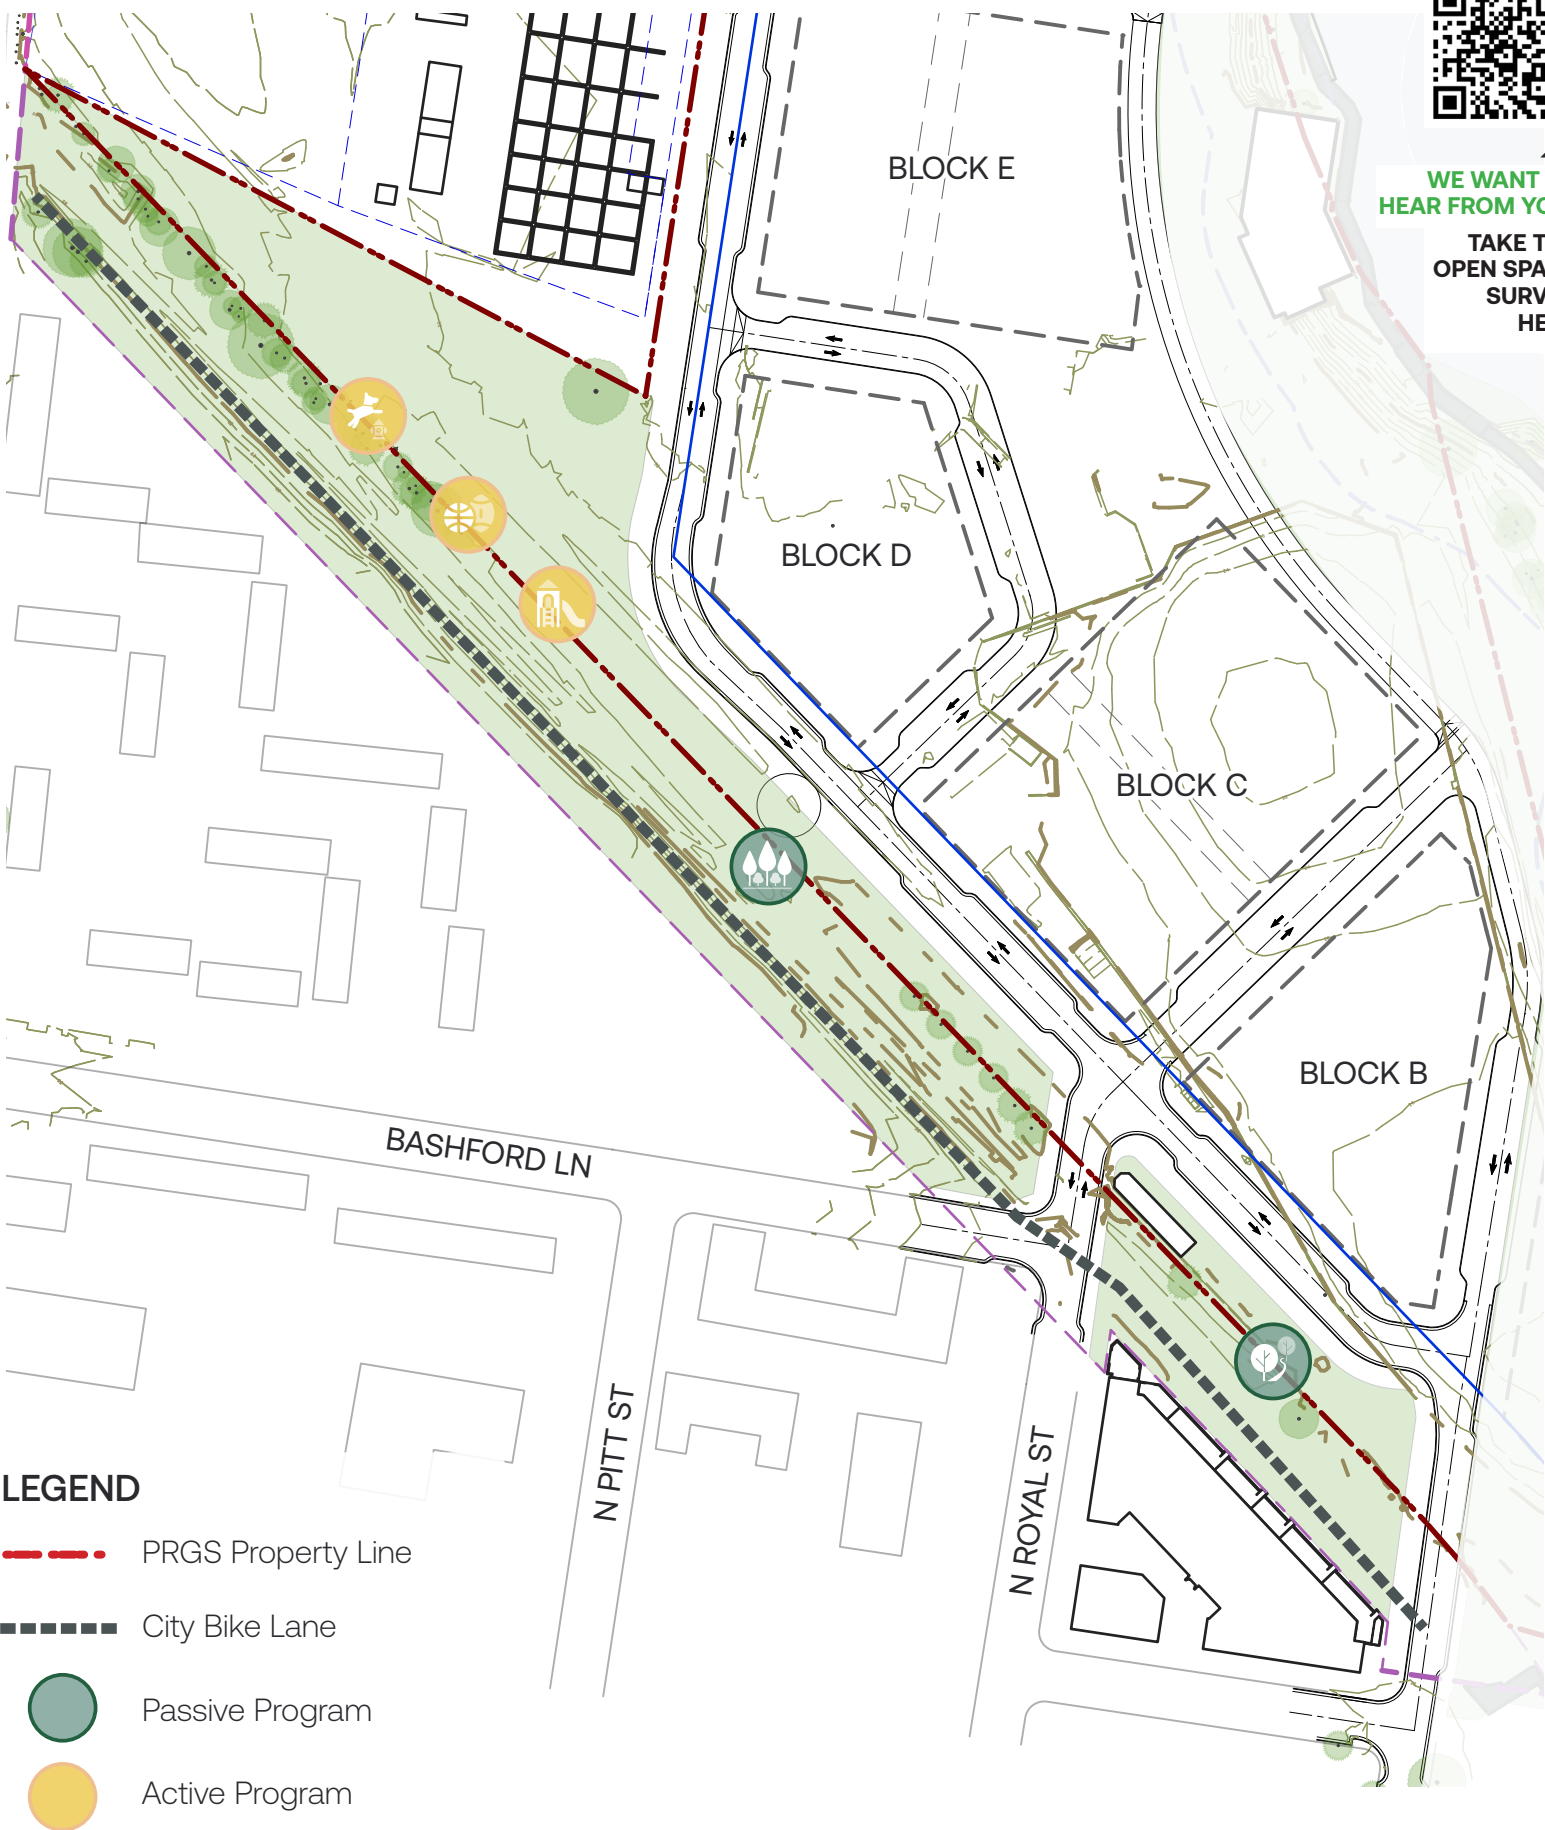 BLOCK E
WE WANT
HEAR FROM YO
TAKE T
OPEN SPA
SURV
HE
BLOCK D
BLOCK C
BLOCK B
BASHFORD LN
N PITT ST
N ROYAL ST
LEGEND
PRGS Property Line
City Bike Lane
Passive Program
Active Program